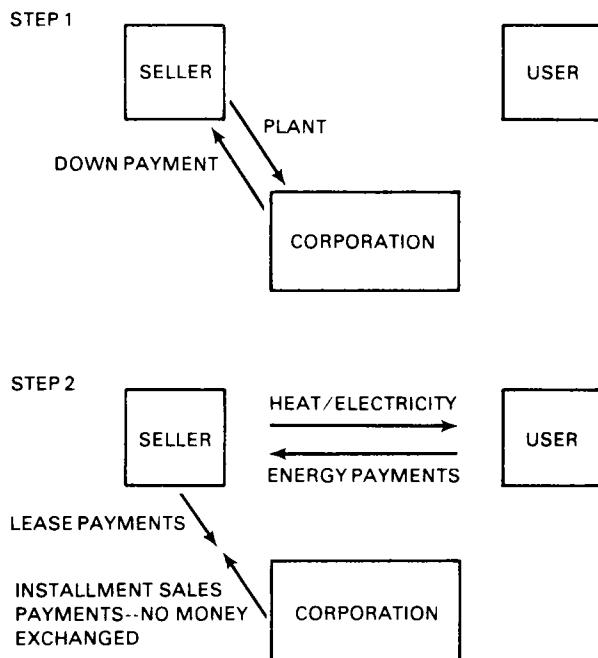 STEP 1
SELLER
USER
PLANT
DOWN PAYMENT
CORPORATION
STEP 2
HEAT/ELECTRICITY
SELLER
USER
ENERGY PAYMENTS
LEASE PAYMENTS
INSTALLMENT SALES
PAYMENTS--NO MONEY
EXCHANGED
CORPORATION